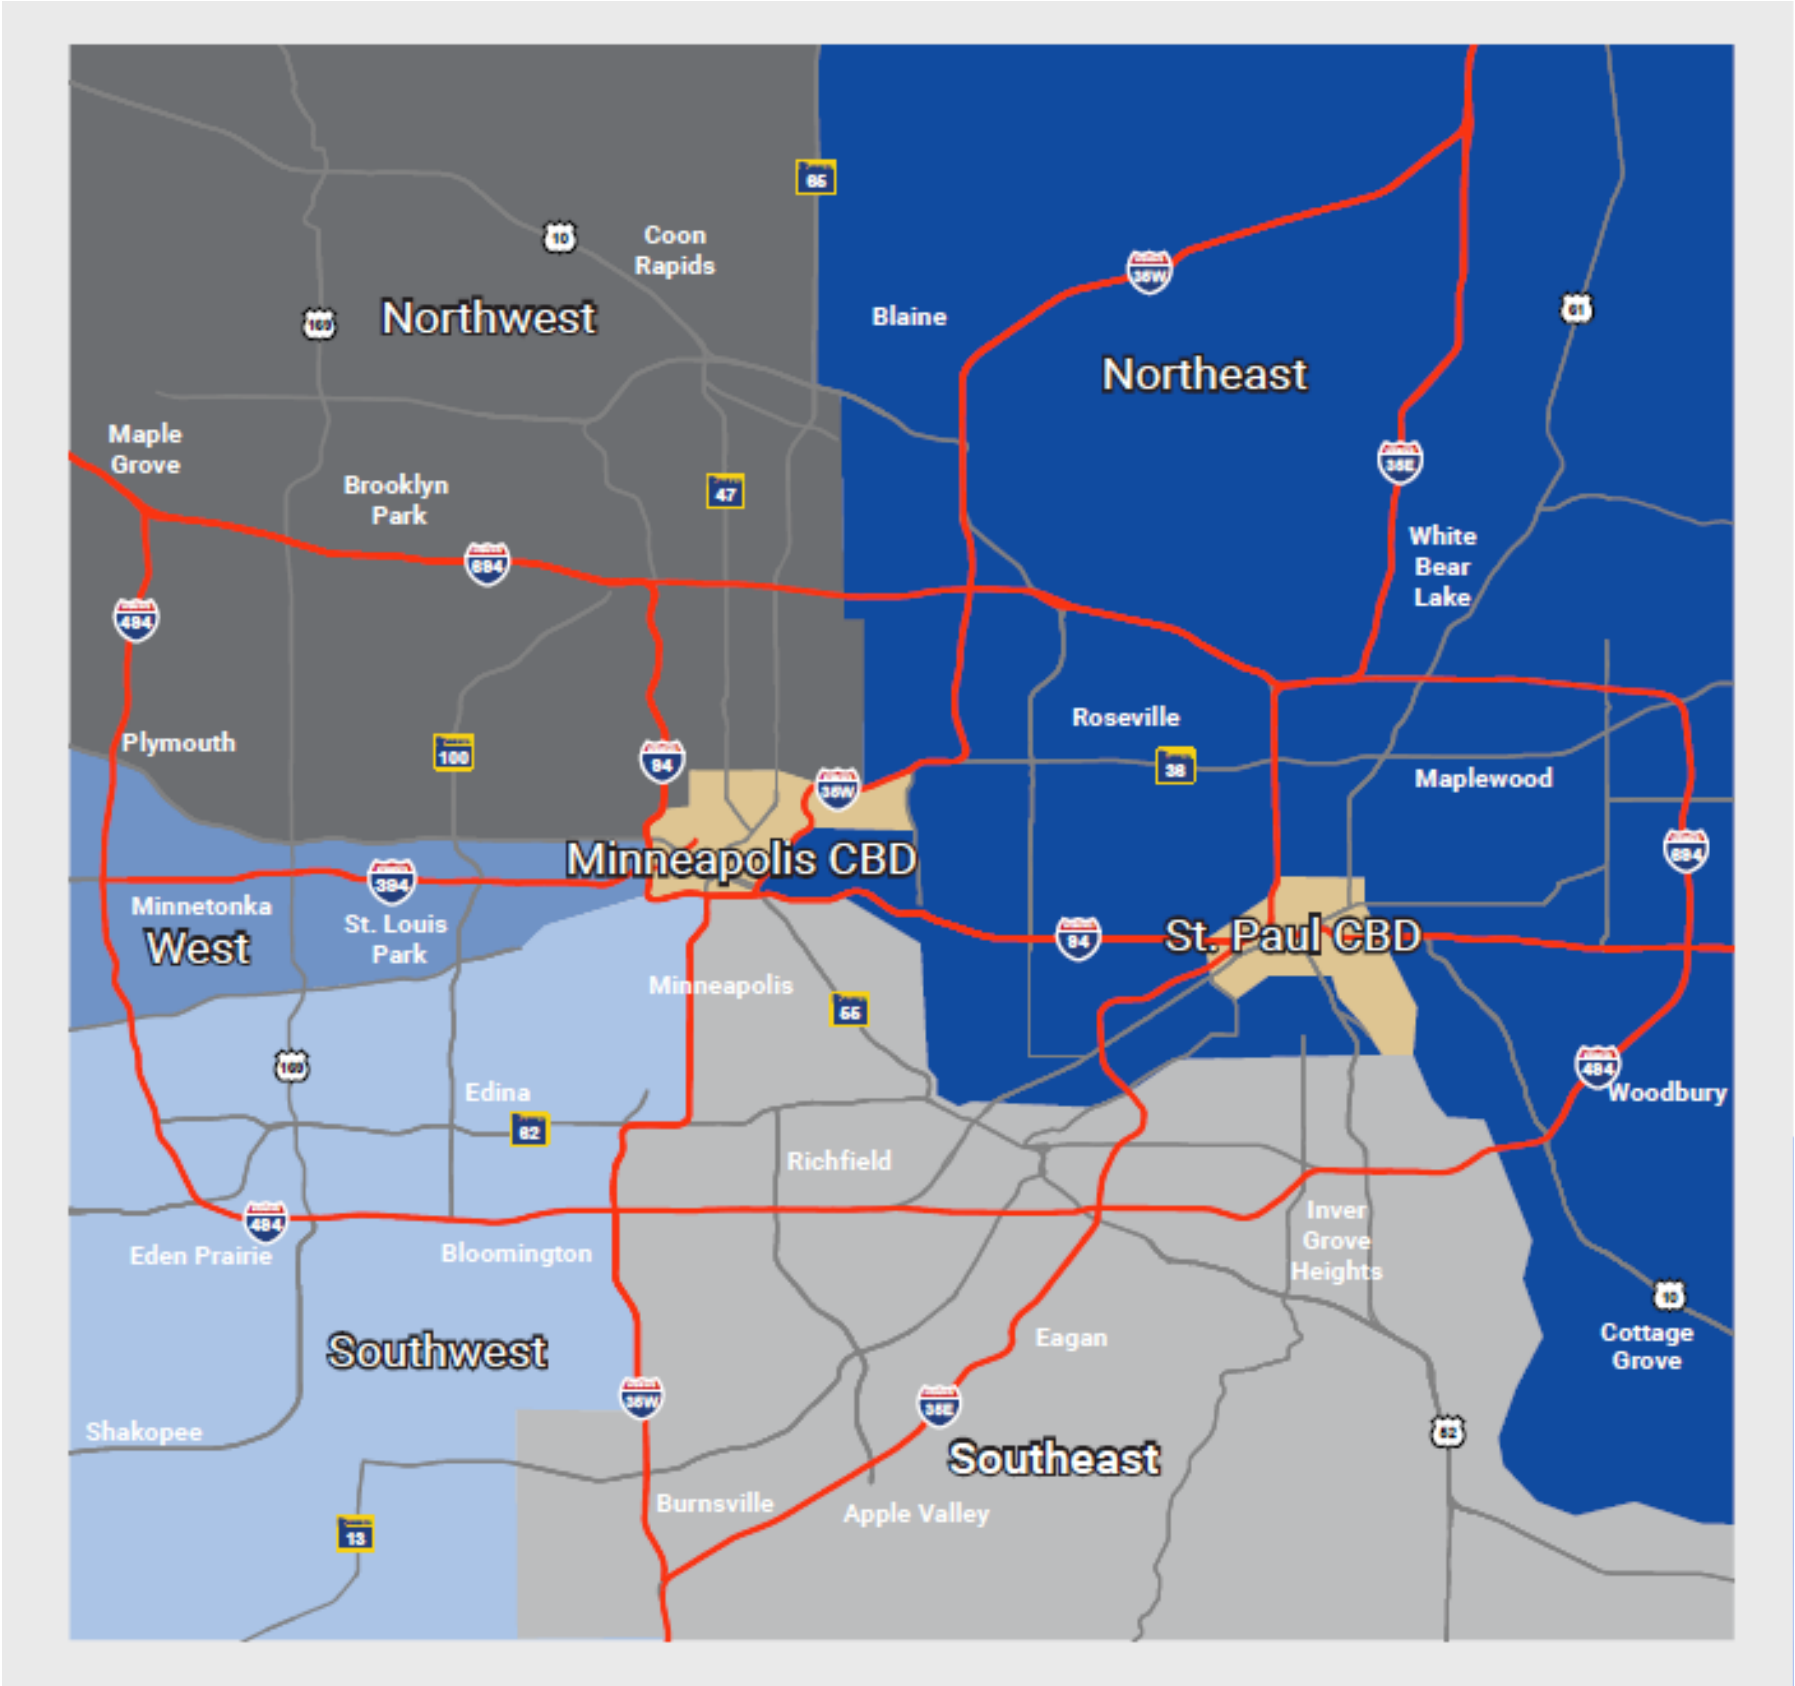 65
Coon
Rapids
10
Northwest
169
Blaine
35W
Northeast
61
Maple
Grove
Brooklyn
Park
47
35E
White
Bear
Lake
694
494
Plymouth
100
94
35W
Roseville
36
Maplewood
694
Minneapolis CBD
394
Minnetonka
West
St. Louis
Park
94
St. Paul CBD
Minneapolis
55
169
Edina
62
494
Woodbury
Richfield
494
Eden Prairie
Bloomington
Inver
Grove
Heights
10
Cottage
Grove
Southwest
Eagan
35W
35E
52
Shakopee
Southeast
13
Burnsville
Apple Valley